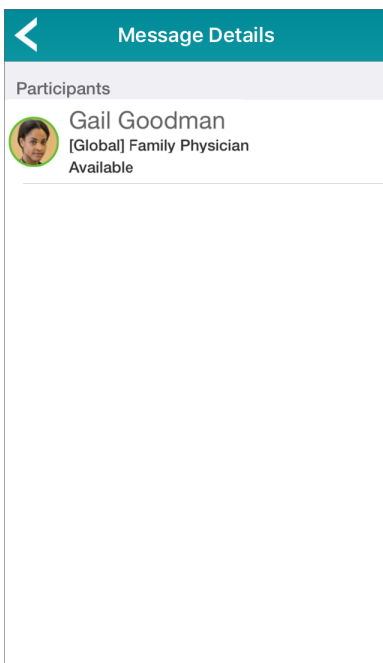 Message Details
Participants
Gail Goodman
[Global] Family Physician
Available